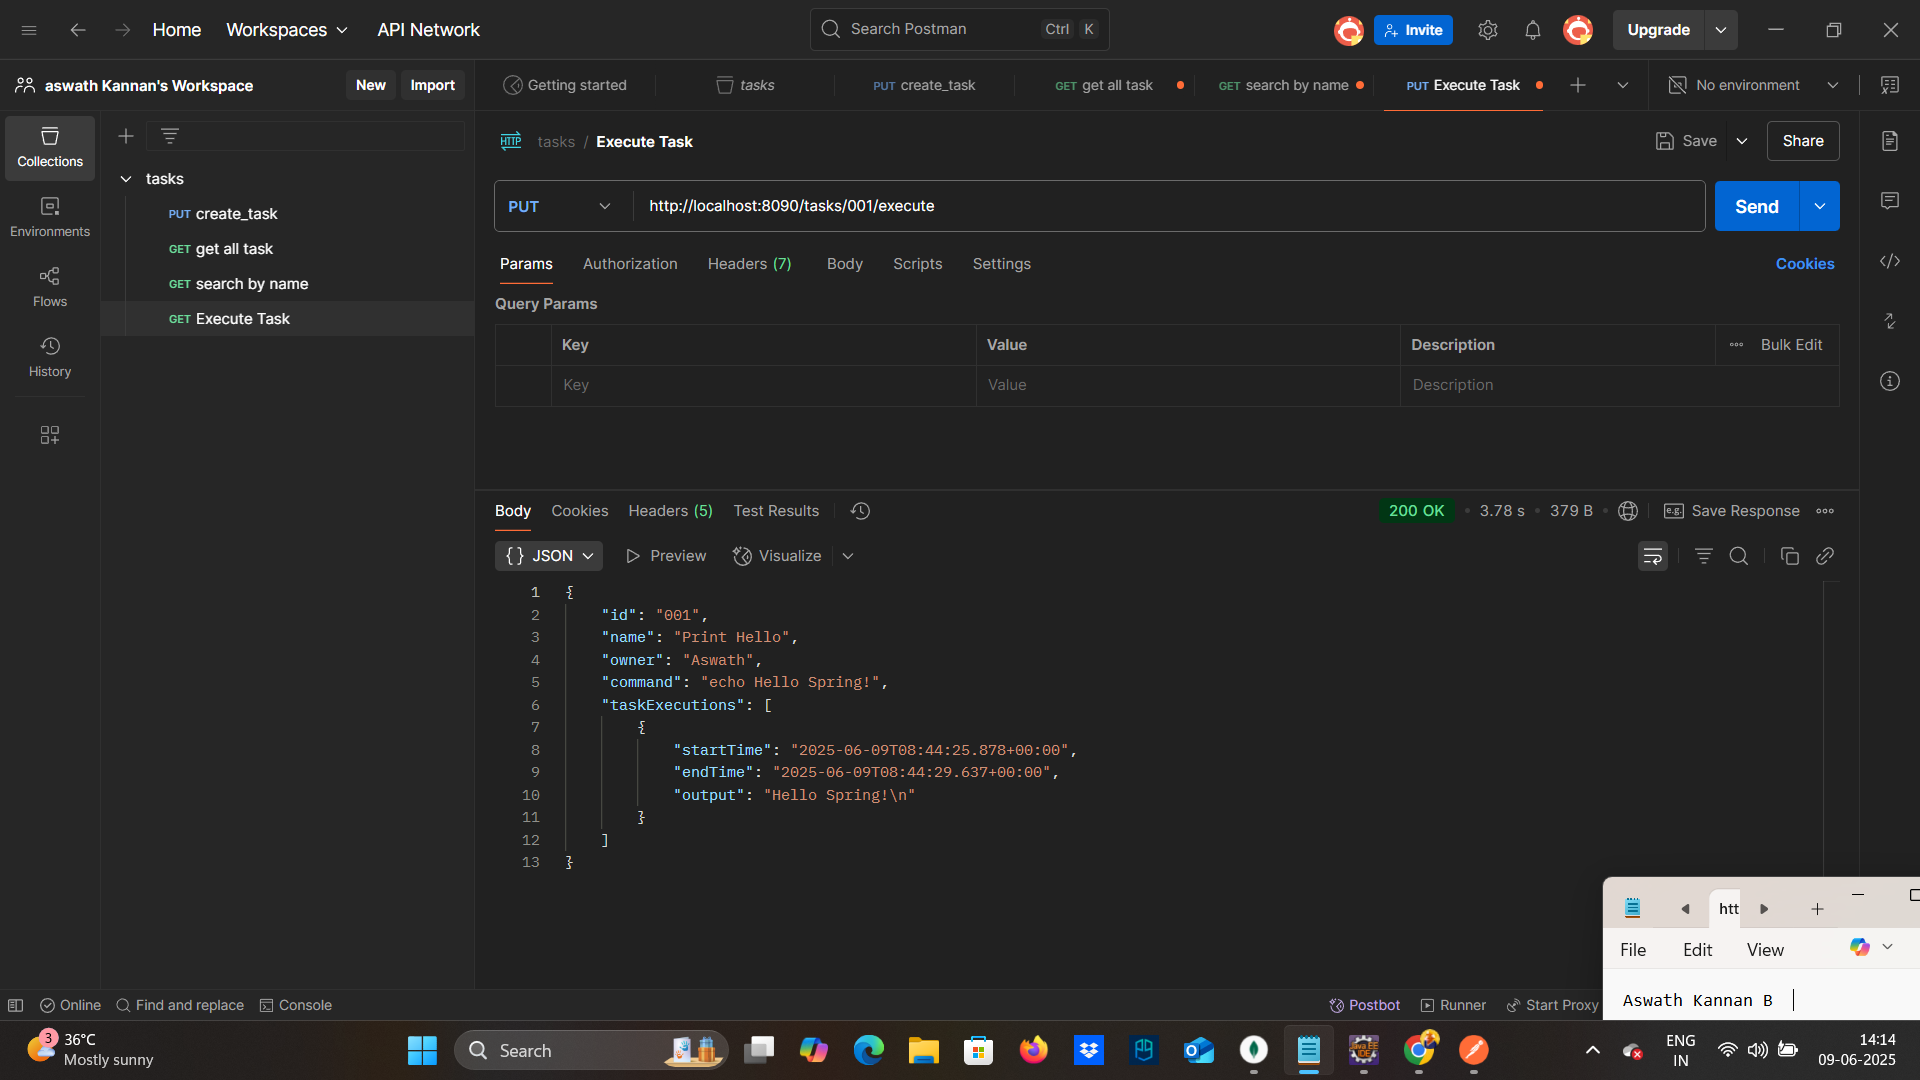 Home
Workspaces
API Network
Search Postman
Ctrl
K
Invite
Upgrade
aswath Kannan's Workspace
New
Import
Getting started
tasks
PUT create_task
GET get all task
GET search by name
PUT Execute Task
No environment
Collections
Environments
Flows
History
tasks
PUT create_task
GET get all task
GET search by name
GET Execute Task
HTTP
tasks / Execute Task
Save
Share
PUT
http://localhost:8090/tasks/001/execute
Send
Params
Authorization
Headers (7)
Body
Scripts
Settings
Cookies
Query Params
Key
Value
Description
Bulk Edit
Key
Value
Description
Body
Cookies
Headers (5)
Test Results
200 OK
3.78 s
379 B
e.g.
Save Response
{} JSON
Preview
Visualize
1 {
2 "id": "001",
3 "name": "Print Hello",
4 "owner": "Aswath",
5 "command": "echo Hello Spring!",
6 "taskExecutions": [
7 {
8 "startTime": "2025-06-09T08:44:25.878+00:00",
9 "endTime": "2025-06-09T08:44:29.637+00:00",
10 "output": "Hello Spring!\n"
11 }
12 ]
13 }
htt
File
Edit
View
Aswath Kannan B
Online
Find and replace
Console
Postbot
Runner
Start Proxy
3
36°C
Mostly sunny
Search
Java EE
IDE
ENG
IN
14:14
09-06-2025